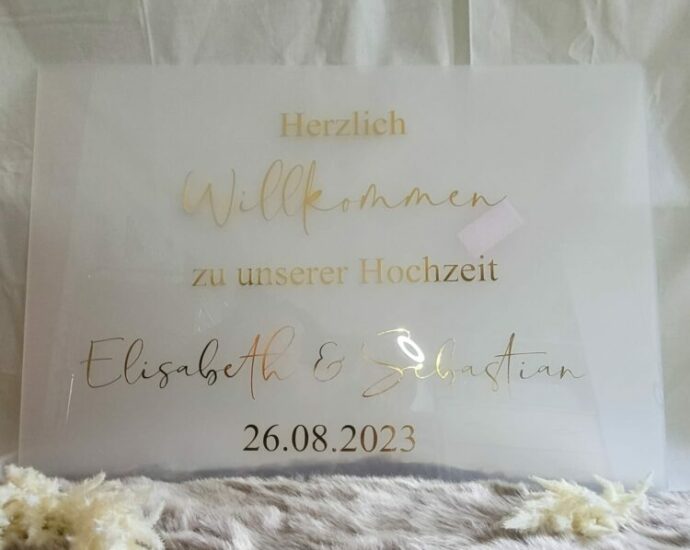 Herzlich
Willkommen
zu unserer Hochzeit
Elisabeth & Sebastian
26.08.2023